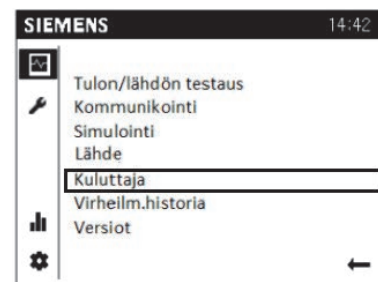 SIEMENS 14:42
Tulon/lähdön testaus
Kommunikointi
Simulointi
Lähde
Kuluttaja
Virheilm.historia
Versiot